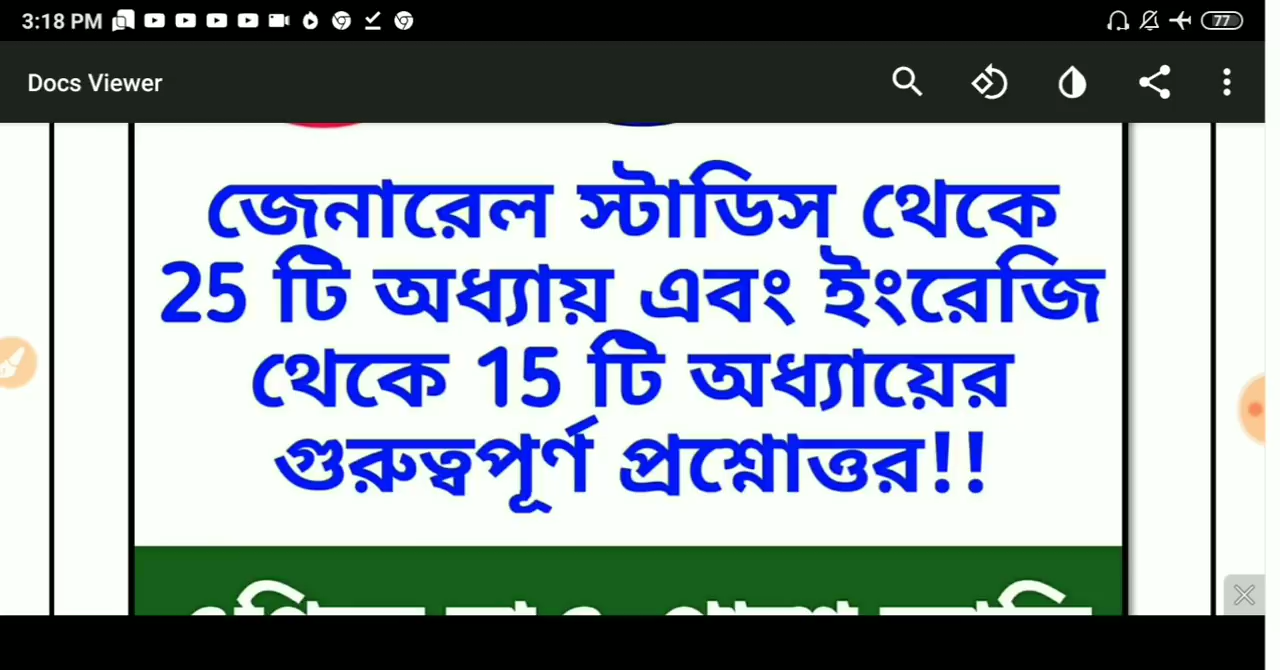 3:18 PM
77
Docs Viewer
জেনারেল স্টাডিস থেকে
25 টি অধ্যায় এবং ইংরেজি
থেকে 15 টি অধ্যায়ের
গুরুত্বপূর্ণ প্রশ্নোত্তর!!